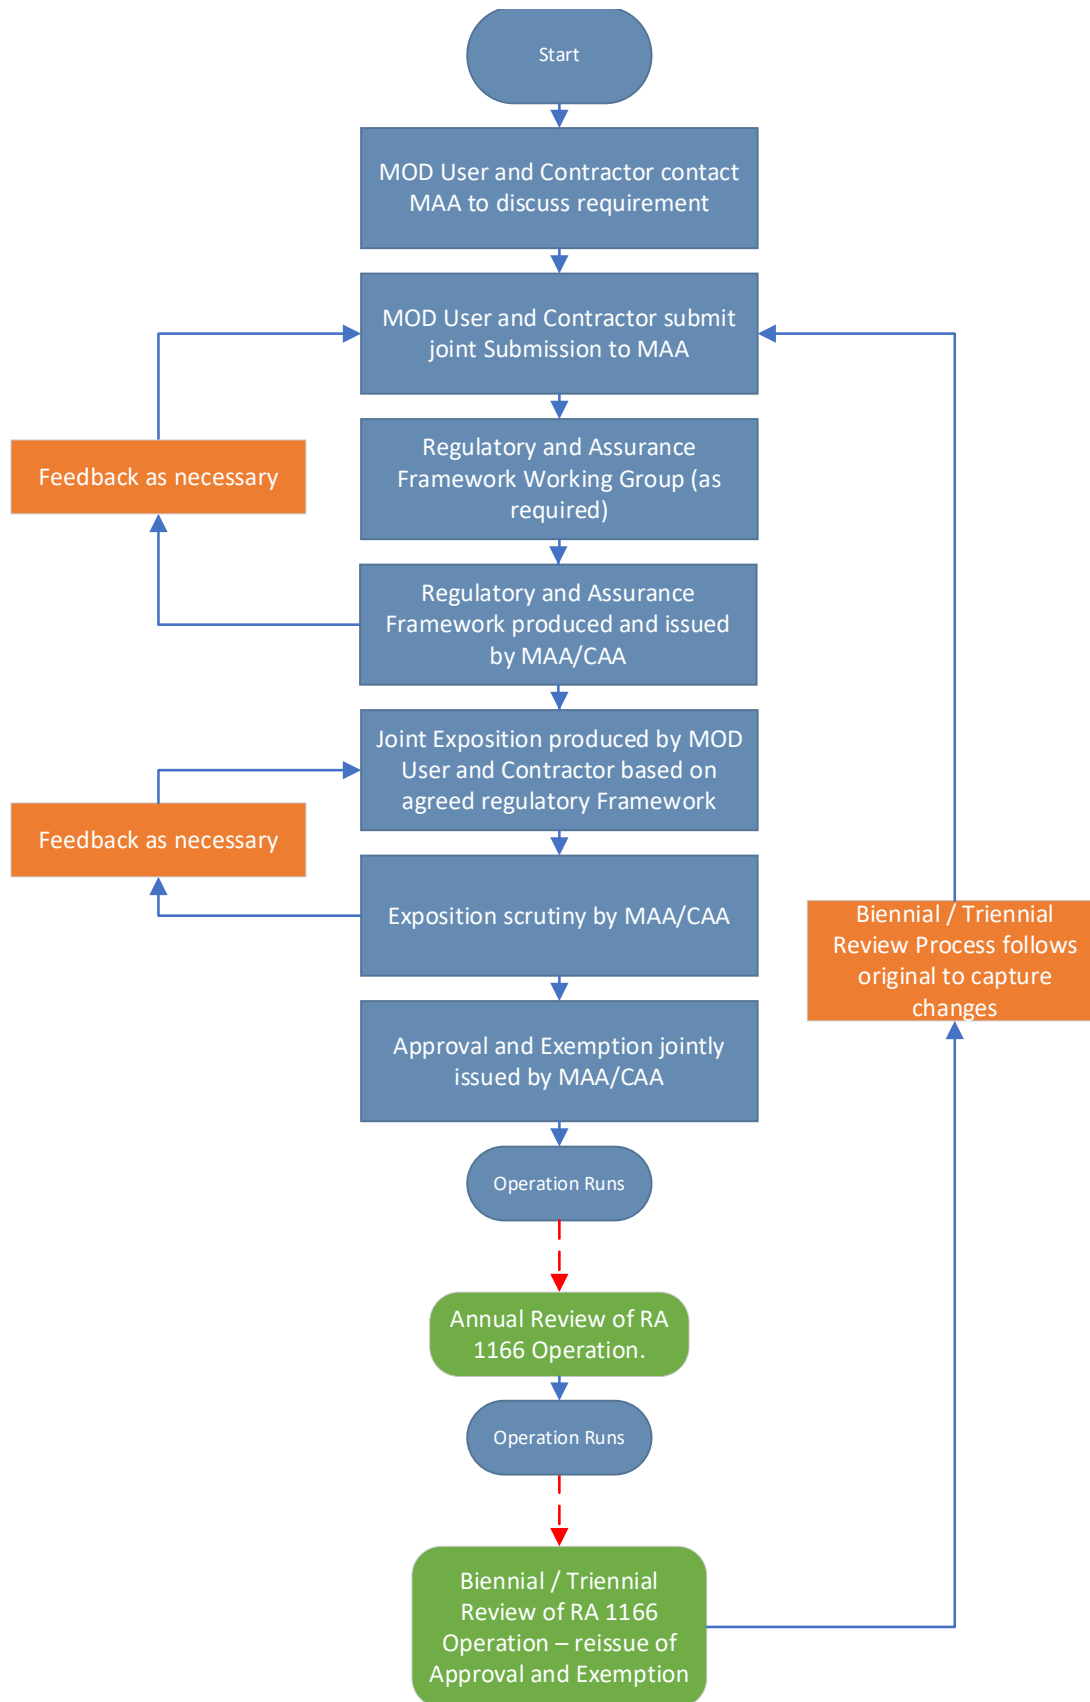 Start
MOD User and Contractor contact
MAA to discuss requirement
MOD User and Contractor submit
joint Submission to MAA
Feedback as necessary
Regulatory and Assurance
Framework Working Group (as
required)
Regulatory and Assurance
Framework produced and issued
by MAA/CAA
Joint Exposition produced by MOD
User and Contractor based on
agreed regulatory Framework
Feedback as necessary
Exposition scrutiny by MAA/CAA
Biennial / Triennial
Review Process follows
original to capture
changes
Approval and Exemption jointly
issued by MAA/CAA
Operation Runs
Annual Review of RA
1166 Operation.
Operation Runs
Biennial / Triennial
Review of RA 1166
Operation – reissue of
Approval and Exemption